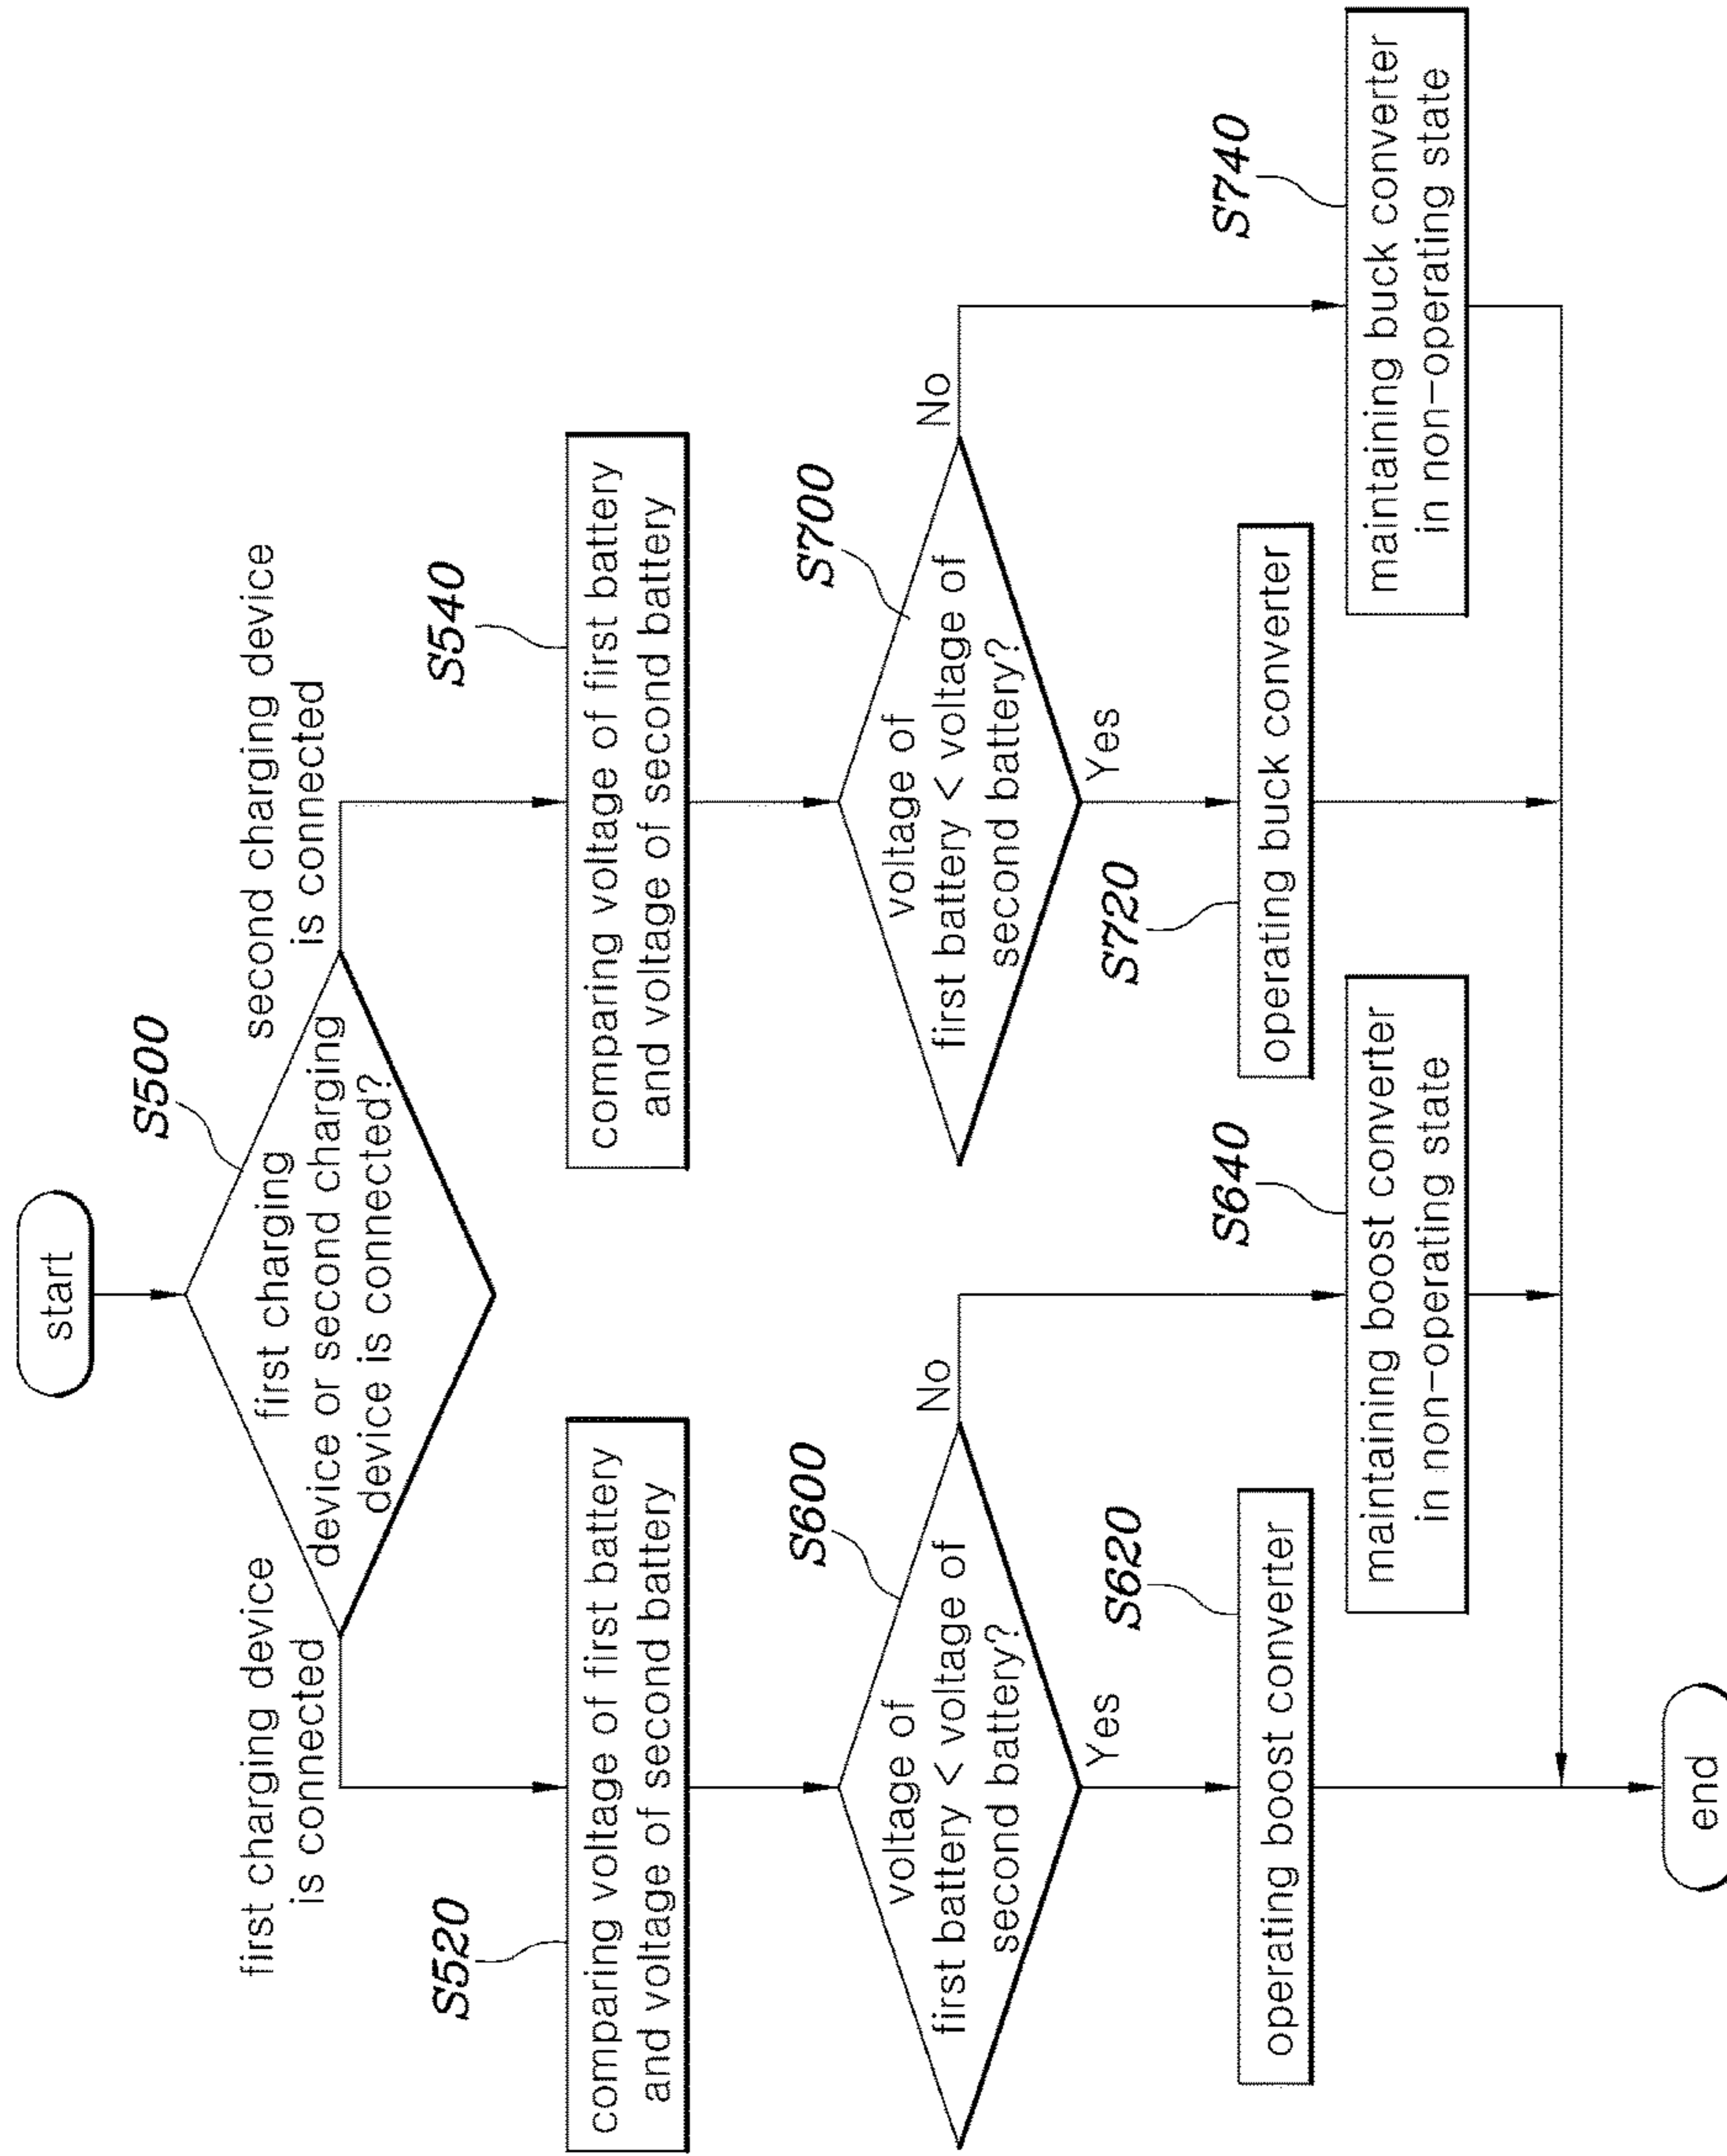 start
S500
first charging
device or second charging
device is connected?
first charging device
is connected
second charging device
is connected
S520
comparing voltage of first battery
and voltage of second battery
S540
comparing voltage of first battery
and voltage of second battery
S600
voltage of
first battery < voltage of
second battery?
Yes
No
S700
voltage of
first battery < voltage of
second battery?
Yes
No
S620
operating boost converter
S720
operating buck converter
S640
maintaining boost converter
in non-operating state
S740
maintaining buck converter
in non-operating state
end